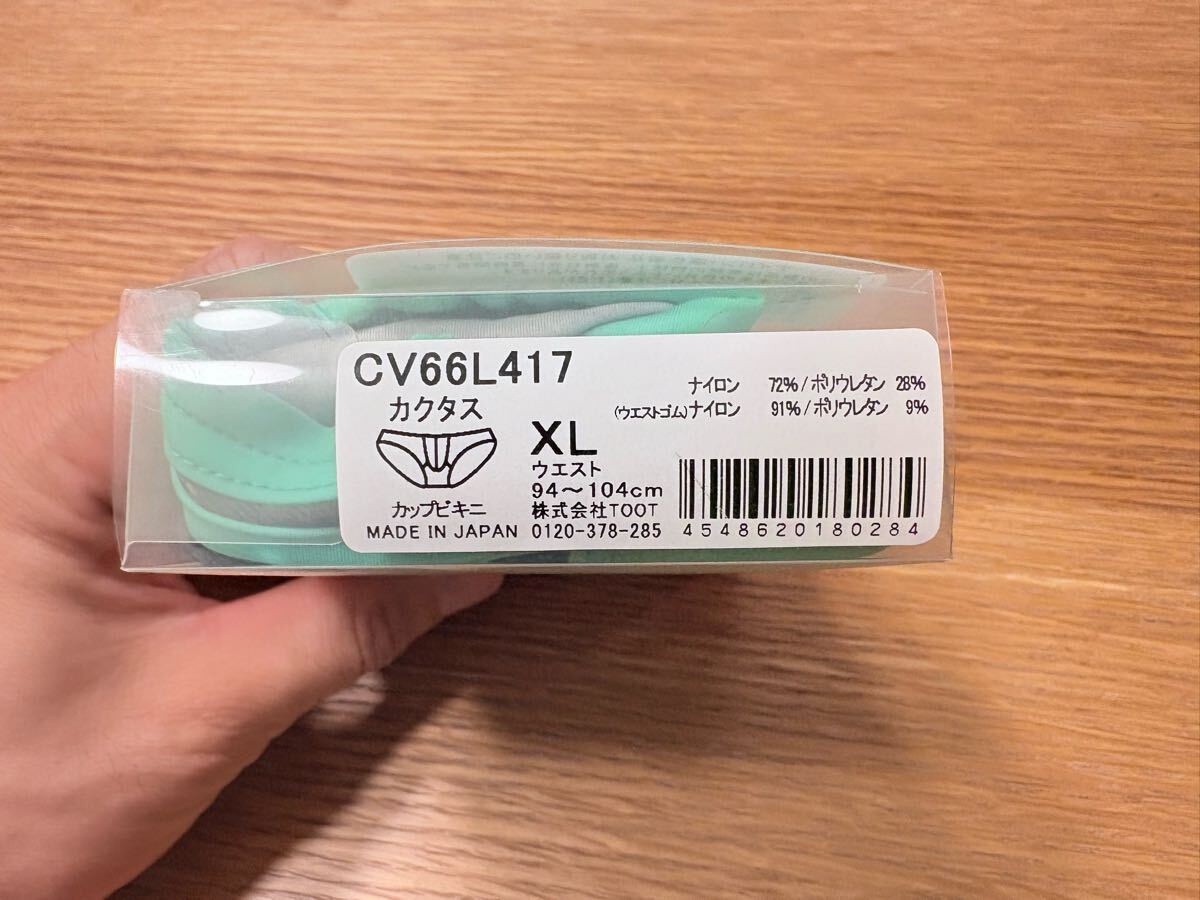 CV66L417
カクタス
ナイロン 72% / ポリウレタン 28%
(ウエストゴム)ナイロン 91% / ポリウレタン 9%
XL
ウエスト
94～104cm
カップビキニ 株式会社TOOT
MADE IN JAPAN 0120-378-285
4548620180284